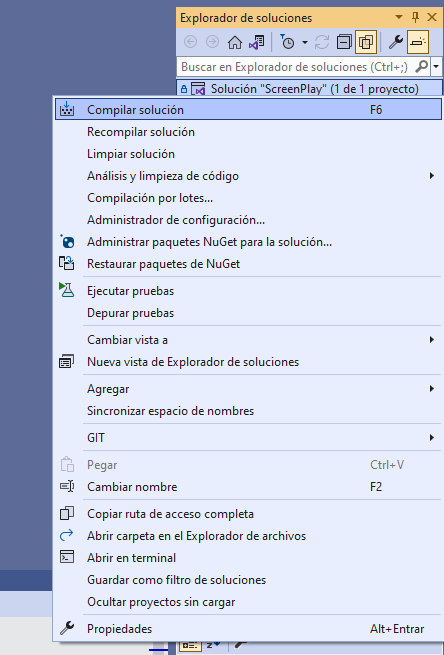 Explorador de soluciones
Buscar en Explorador de soluciones (Ctrl+;)
Solución "ScreenPlay" (1 de 1 proyecto)
Compilar solución F6
Recompilar solución
Limpiar solución
Análisis y limpieza de código
Compilación por lotes...
Administrador de configuración...
Administrar paquetes NuGet para la solución...
Restaurar paquetes de NuGet
Ejecutar pruebas
Depurar pruebas
Cambiar vista a
Nueva vista de Explorador de soluciones
Agregar
Sincronizar espacio de nombres
GIT
Pegar Ctrl+V
Cambiar nombre F2
Copiar ruta de acceso completa
Abrir carpeta en el Explorador de archivos
Abrir en terminal
Guardar como filtro de soluciones
Ocultar proyectos sin cargar
Propiedades Alt+Entrar